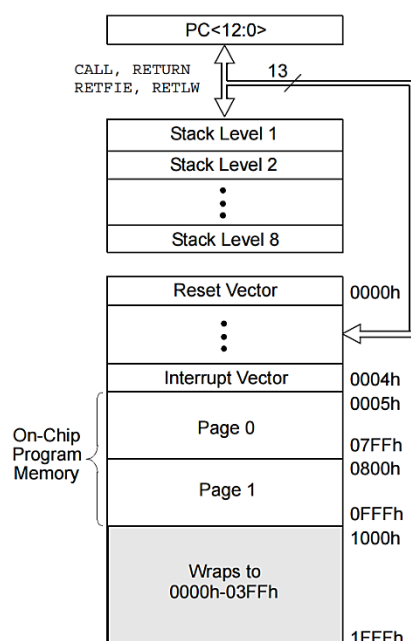 PC<12:0>
CALL, RETURN
RETFIE, RETLW
13
Stack Level 1
Stack Level 2
Stack Level 8
Reset Vector
0000h
Interrupt Vector
0004h
0005h
On-Chip
Program
Memory
Page 0
07FFh
0800h
Page 1
0FFFh
1000h
Wraps to
0000h-03FFh
1FFFh